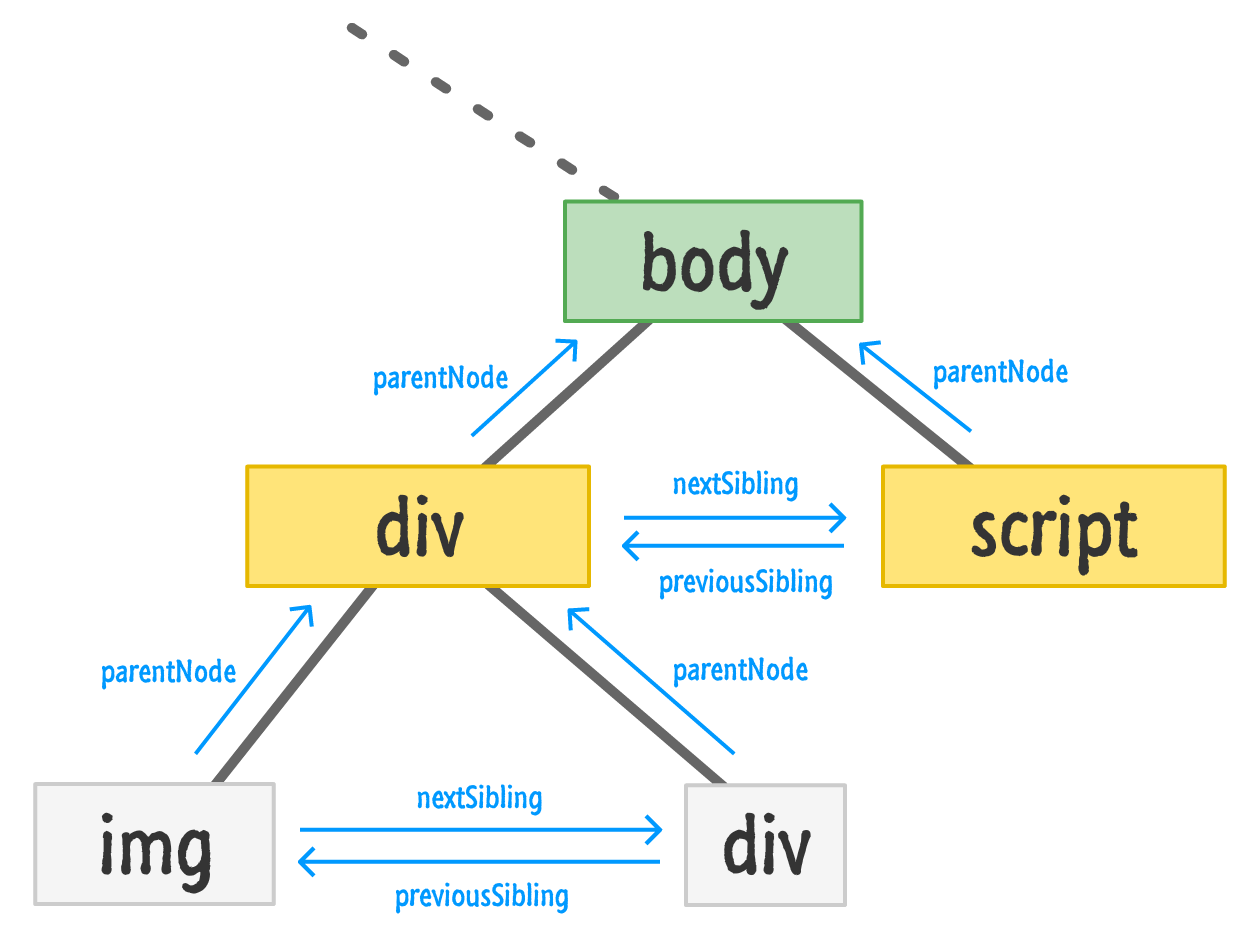 body
parentNode
parentNode
div
nextSibling
previousSibling
script
parentNode
parentNode
img
nextSibling
previousSibling
div